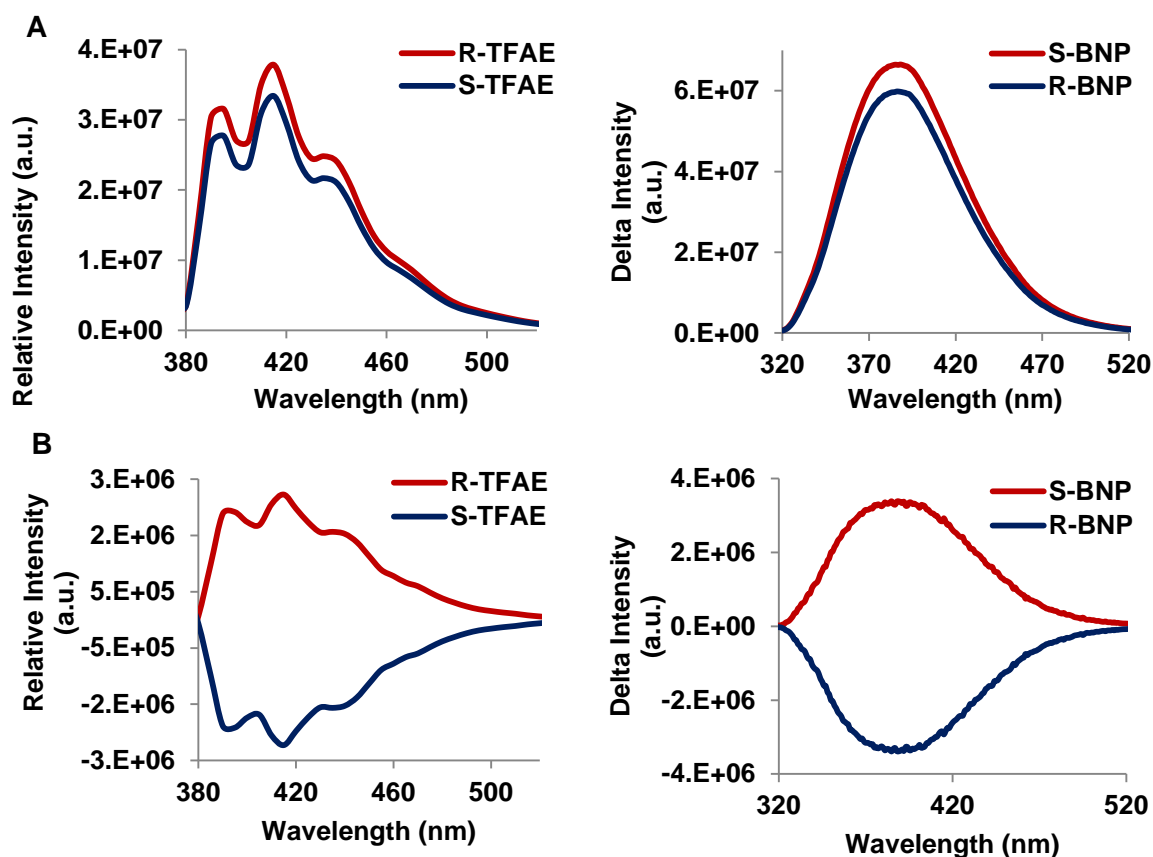 A
Relative Intensity (a.u.)
4.E+07
3.E+07
2.E+07
1.E+07
0.E+00
380
420
460
500
Wavelength (nm)
R-TFAE
S-TFAE
Delta Intensity
(a.u.)
6.E+07
4.E+07
2.E+07
0.E+00
320
370
420
470
520
Wavelength (nm)
S-BNP
R-BNP
B
Relative Intensity
(a.u.)
3.E+06
2.E+06
5.E+05
-5.E+05
-2.E+06
-3.E+06
380
420
460
500
Wavelength (nm)
R-TFAE
S-TFAE
Delta Intensity
(a.u.)
4.E+06
2.E+06
0.E+00
-2.E+06
-4.E+06
320
420
520
Wavelength (nm)
S-BNP
R-BNP